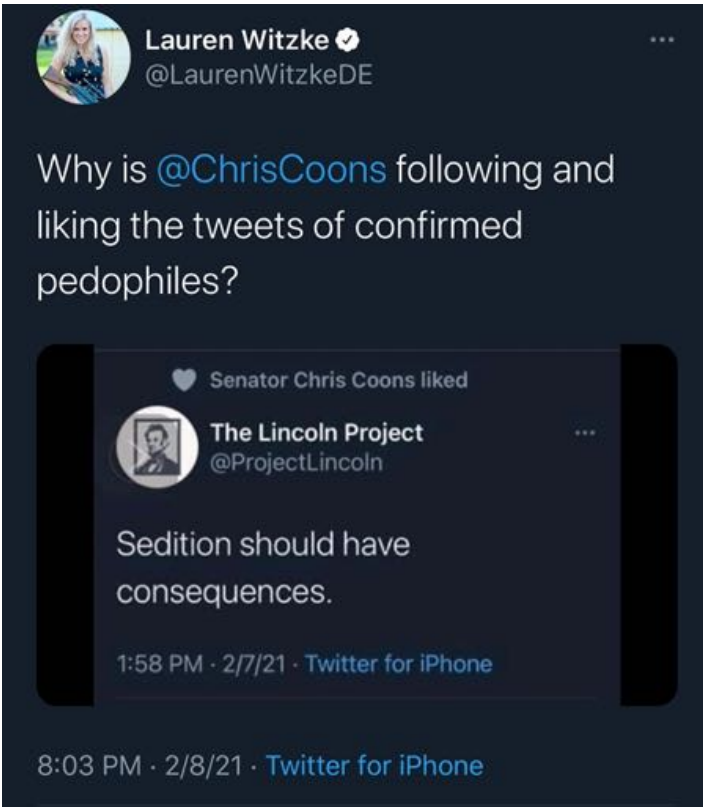 Lauren Witzke
@LaurenWitzkeDE
Why is @ChrisCoons following and
liking the tweets of confirmed
pedophiles?
Senator Chris Coons liked
The Lincoln Project
@ProjectLincoln
Sedition should have
consequences.
1:58 PM · 2/7/21 · Twitter for iPhone
8:03 PM · 2/8/21 · Twitter for iPhone